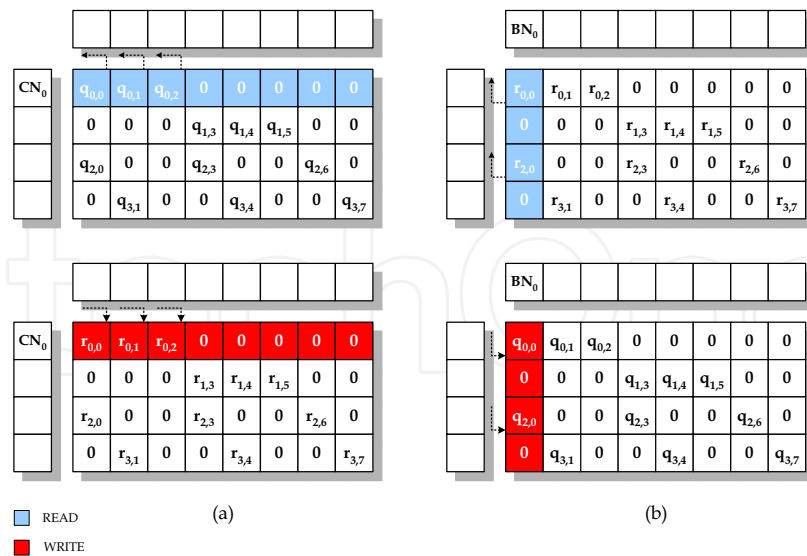 BN₀
CN₀ q₀,₀ q₀,₁ q₀,₂ 0 0 0 0 0
0 0 0 q₁,₃ q₁,₄ q₁,₅ 0 0
q₂,₀ 0 0 q₂,₃ 0 0 q₂,₆ 0
0 q₃,₁ 0 0 q₃,₄ 0 0 q₃,₇
r₀,₀ r₀,₁ r₀,₂ 0 0 0 0 0
0 0 0 r₁,₃ r₁,₄ r₁,₅ 0 0
r₂,₀ 0 0 r₂,₃ 0 0 r₂,₆ 0
0 r₃,₁ 0 0 r₃,₄ 0 0 r₃,₇
BN₀
CN₀ r₀,₀ r₀,₁ r₀,₂ 0 0 0 0 0
0 0 0 r₁,₃ r₁,₄ r₁,₅ 0 0
r₂,₀ 0 0 r₂,₃ 0 0 r₂,₆ 0
0 r₃,₁ 0 0 r₃,₄ 0 0 r₃,₇
q₀,₀ q₀,₁ q₀,₂ 0 0 0 0 0
0 0 0 q₁,₃ q₁,₄ q₁,₅ 0 0
q₂,₀ 0 0 q₂,₃ 0 0 q₂,₆ 0
0 q₃,₁ 0 0 q₃,₄ 0 0 q₃,₇
(a) (b)
READ
WRITE